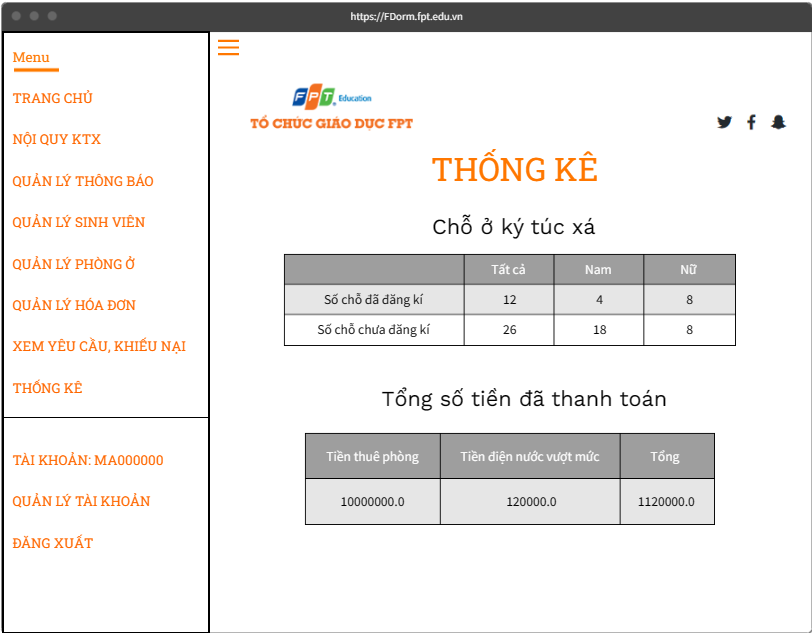 https://FDorm.fpt.edu.vn
Menu
TRANG CHỦ
NỘI QUY KTX
QUẢN LÝ THÔNG BÁO
QUẢN LÝ SINH VIÊN
QUẢN LÝ PHÒNG Ở
QUẢN LÝ HÓA ĐƠN
XEM YÊU CẦU, KHIẾU NẠI
THỐNG KÊ
TÀI KHOẢN: MA000000
QUẢN LÝ TÀI KHOẢN
ĐĂNG XUẤT
FPT Education
TỔ CHỨC GIÁO DỤC FPT
THỐNG KÊ
Chỗ ở ký túc xá
Tất cả Nam Nữ
Số chỗ đã đăng kí 12 4 8
Số chỗ chưa đăng kí 26 18 8
Tổng số tiền đã thanh toán
Tiền thuê phòng Tiền điện nước vượt mức Tổng
10000000.0 120000.0 1120000.0